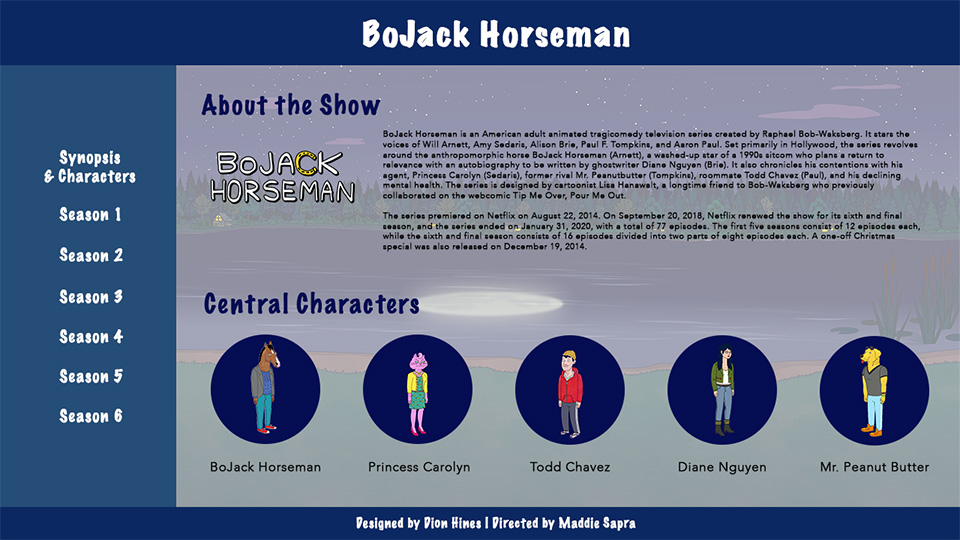 BoJack Horseman
Synopsis
& Characters
Season 1
Season 2
Season 3
Season 4
Season 5
Season 6
About the Show
BOJACK
HORSEMAN
BoJack Horseman is an American adult animated tragicomedy television series created by Raphael Bob-Waksberg. It stars the
voices of Will Arnett, Amy Sedaris, Alison Brie, Paul F. Tompkins, and Aaron Paul. Set primarily in Hollywood, the series revolves
around the anthropomorphic horse BoJack Horseman (Arnett), a washed-up star of a 1990s sitcom who plans a return to
relevance with an autobiography to be written by ghostwriter Diane Nguyen (Brie). It also chronicles his contentions with his
agent, Princess Carolyn (Sedaris), former rival Mr. Peanutbutter (Tompkins), roommate Todd Chavez (Paul), and his declining
mental health. The series is designed by cartoonist Lisa Hanawalt, a longtime friend to Bob-Waksberg who previously
collaborated on the webcomic Tip Me Over, Pour Me Out.
The series premiered on Netflix on August 22, 2014. On September 20, 2018, Netflix renewed the show for its sixth and final
season, and the series ended on January 31, 2020, with a total of 77 episodes. The first five seasons consist of 12 episodes each,
while the sixth and final season consists of 16 episodes divided into two parts of eight episodes each. A one-off Christmas
special was also released on December 19, 2014.
Central Characters
BoJack Horseman
Princess Carolyn
Todd Chavez
Diane Nguyen
Mr. Peanut Butter
Designed by Dion Hines | Directed by Maddie Sapra